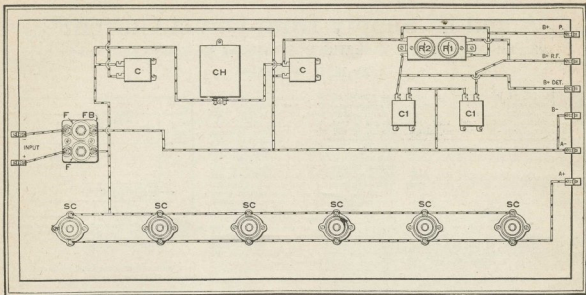 B+ P.
C
CH
C
R2
R1
B+ R.F.
B+ DET.
C1
C1
B-
F
FB
INPUT
-
+
F
A-
A+
SC
SC
SC
SC
SC
SC